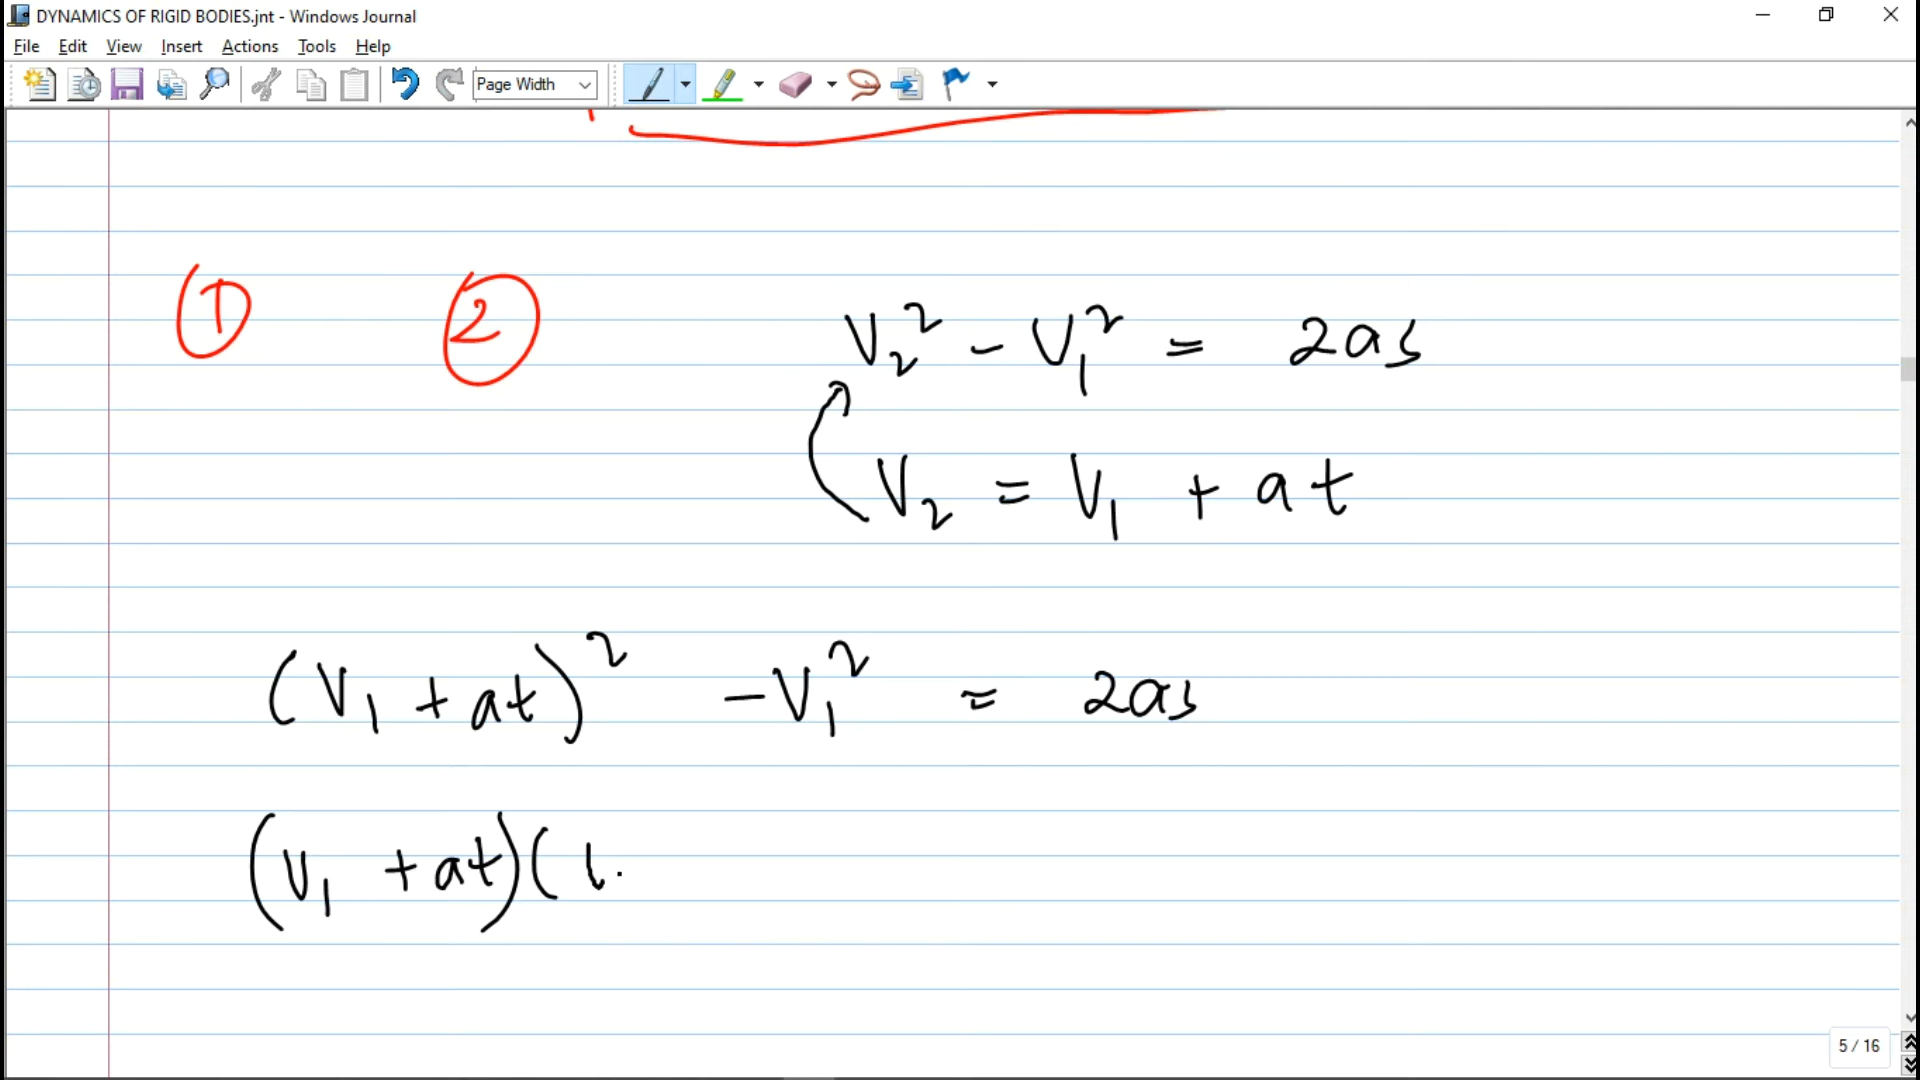 DYNAMICS OF RIGID BODIES.jnt - Windows Journal
File Edit View Insert Actions Tools Help
Page Width
① ②
V₂² - V₁² = 2as
V₂ = V₁ + at
(V₁ + at)² - V₁² = 2as
(V₁ + at)(
5 / 16